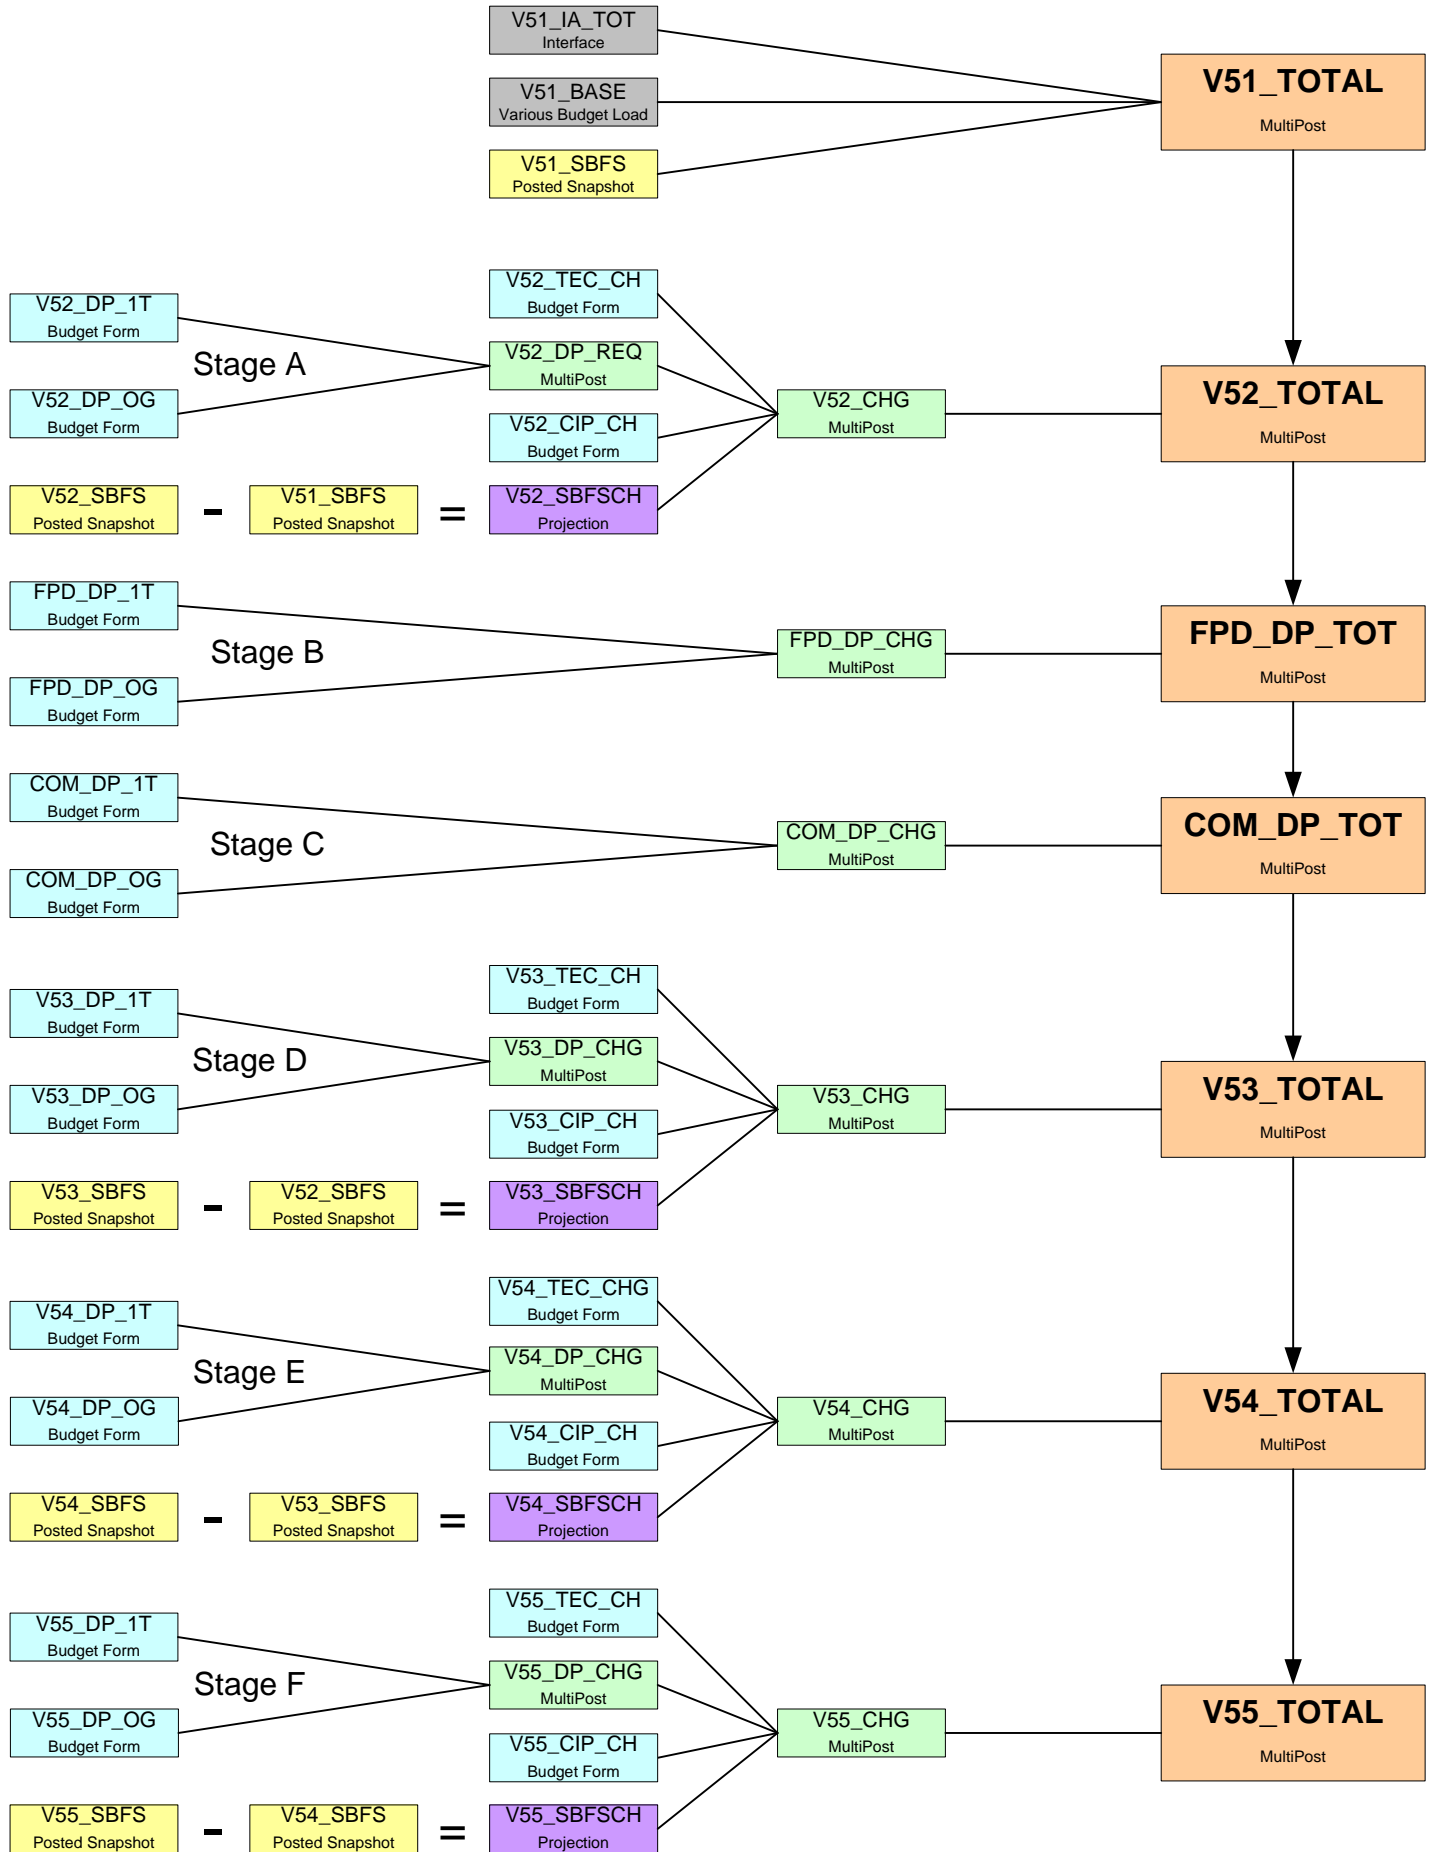 V51_IA_TOT
Interface
V51_BASE
Various Budget Load
V51_SBFS
Posted Snapshot
V51_TOTAL
MultiPost
V52_DP_1T
Budget Form
Stage A
V52_DP_OG
Budget Form
V52_TEC_CH
Budget Form
V52_DP_REQ
MultiPost
V52_CIP_CH
Budget Form
V52_SBFS
Posted Snapshot
-
V51_SBFS
Posted Snapshot
=
V52_SBFSCH
Projection
V52_CHG
MultiPost
V52_TOTAL
MultiPost
FPD_DP_1T
Budget Form
Stage B
FPD_DP_OG
Budget Form
FPD_DP_CHG
MultiPost
FPD_DP_TOT
MultiPost
COM_DP_1T
Budget Form
Stage C
COM_DP_OG
Budget Form
COM_DP_CHG
MultiPost
COM_DP_TOT
MultiPost
V53_DP_1T
Budget Form
Stage D
V53_DP_OG
Budget Form
V53_TEC_CH
Budget Form
V53_DP_CHG
MultiPost
V53_CIP_CH
Budget Form
V53_SBFS
Posted Snapshot
-
V52_SBFS
Posted Snapshot
=
V53_SBFSCH
Projection
V53_CHG
MultiPost
V53_TOTAL
MultiPost
V54_DP_1T
Budget Form
Stage E
V54_DP_OG
Budget Form
V54_TEC_CHG
Budget Form
V54_DP_CHG
MultiPost
V54_CIP_CH
Budget Form
V54_SBFS
Posted Snapshot
-
V53_SBFS
Posted Snapshot
=
V54_SBFSCH
Projection
V54_CHG
MultiPost
V54_TOTAL
MultiPost
V55_DP_1T
Budget Form
Stage F
V55_DP_OG
Budget Form
V55_TEC_CH
Budget Form
V55_DP_CHG
MultiPost
V55_CIP_CH
Budget Form
V55_SBFS
Posted Snapshot
-
V54_SBFS
Posted Snapshot
=
V55_SBFSCH
Projection
V55_CHG
MultiPost
V55_TOTAL
MultiPost